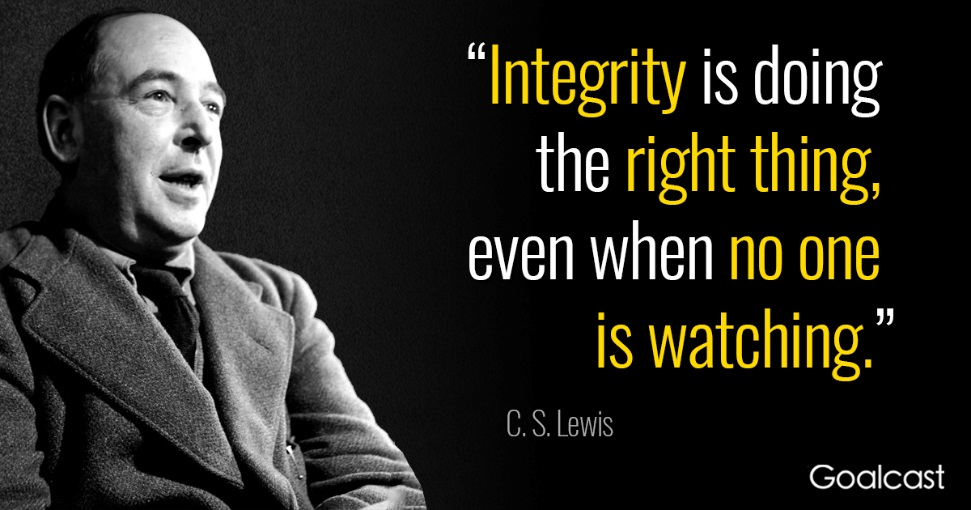 “Integrity is doing
the right thing,
even when no one
is watching.”
C. S. Lewis
Goalcast